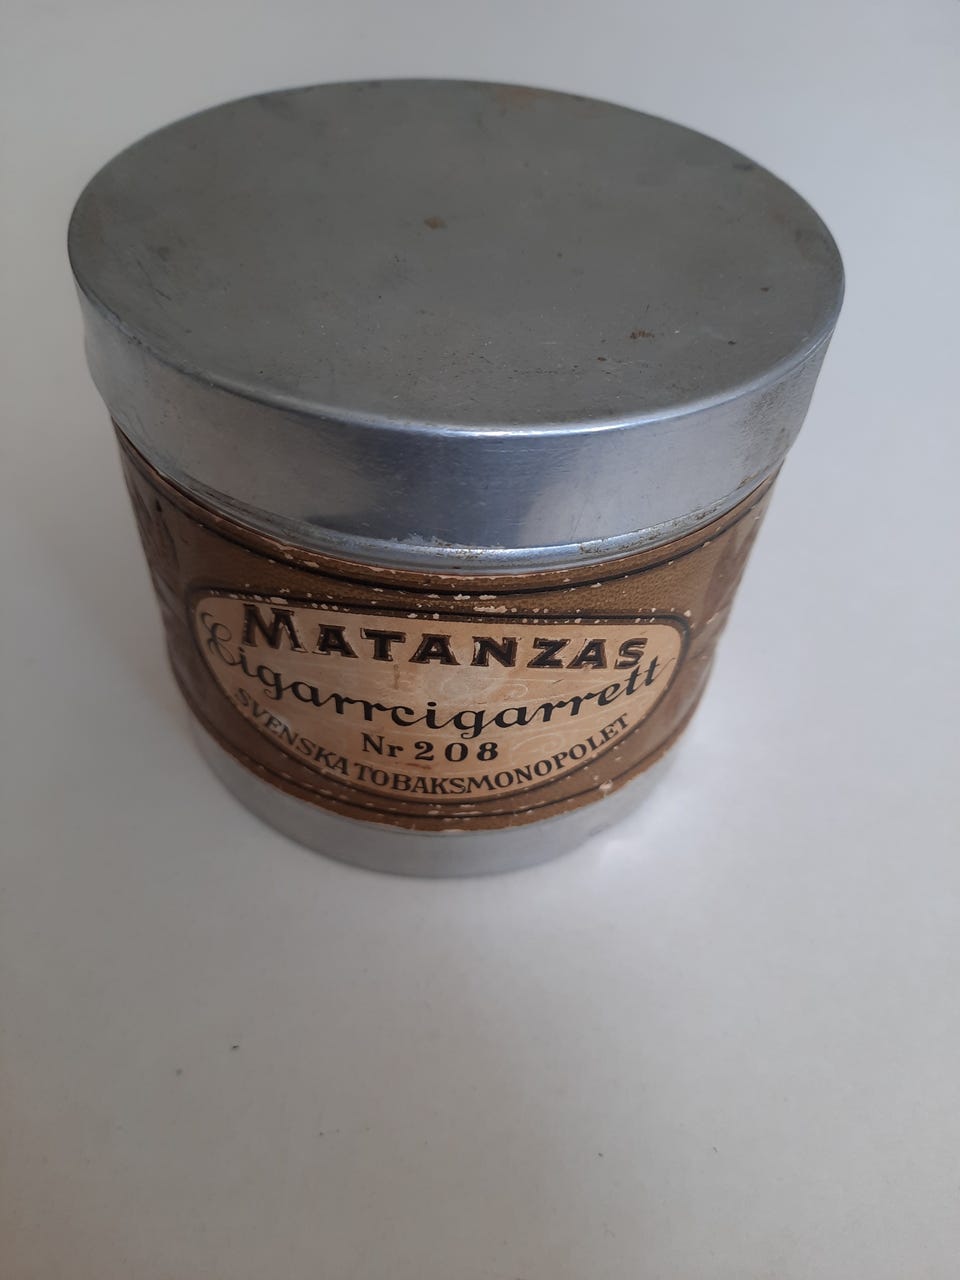 MATANZAS
Cigarrcigarrett
Nr 208
SVENSKA TOBAKSMONOPOLET